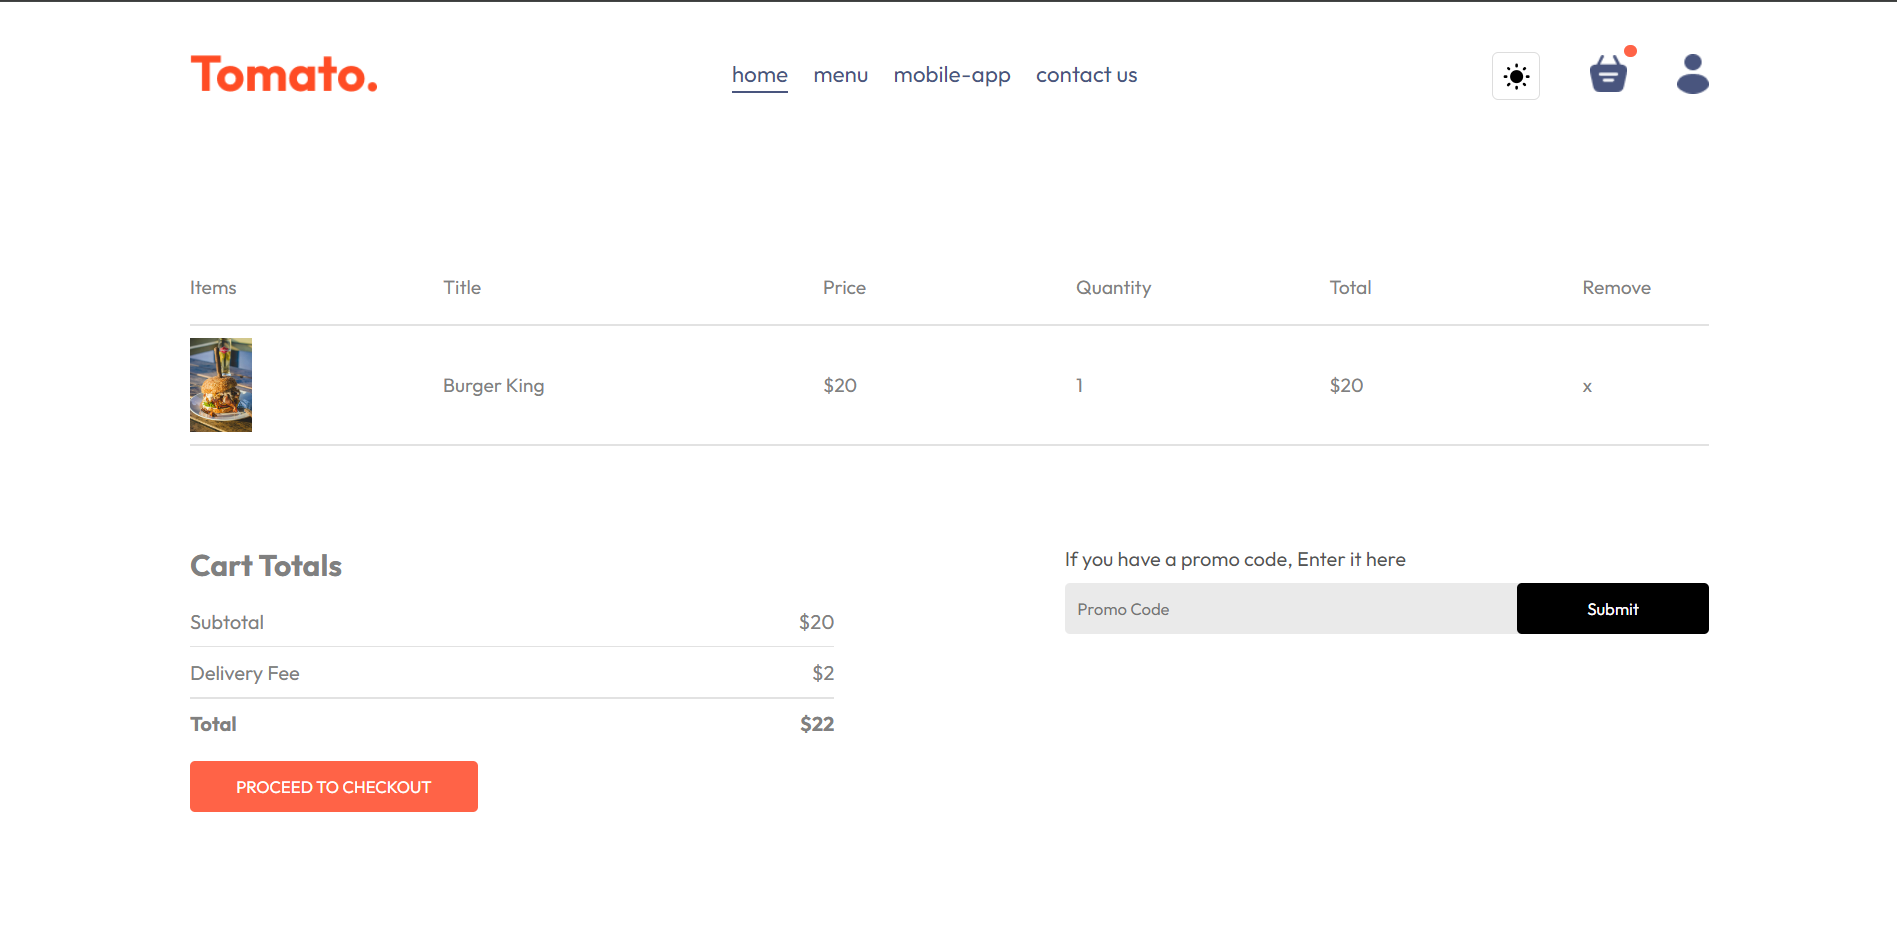 Tomato.
home menu mobile-app contact us
Items Title Price Quantity Total Remove
Burger King $20 1 $20 x
Cart Totals
Subtotal $20
Delivery Fee $2
Total $22
PROCEED TO CHECKOUT
If you have a promo code, Enter it here
Promo Code Submit